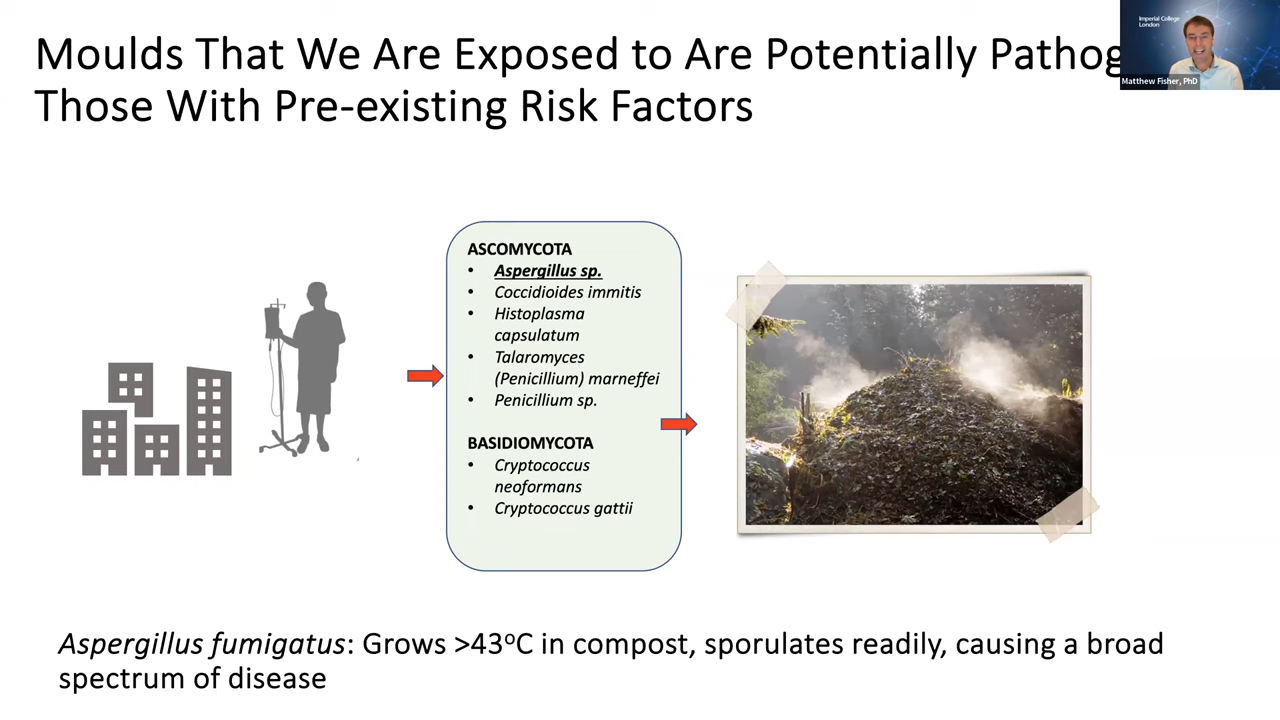 Moulds That We Are Exposed to Are Potentially
Those With Pre-existing Risk Factors
Imperial College
London
Matthew Fisher, PhD
ASCOMYCOTA
• Aspergillus sp.
• Coccidioides immitis
• Histoplasma
capsulatum
• Talaromyces
(Penicillium) marneffei
• Penicillium sp.
BASIDIOMYCOTA
• Cryptococcus
neoformans
• Cryptococcus gattii
Aspergillus fumigatus: Grows >43ºC in compost, sporulates readily, causing a broad
spectrum of disease